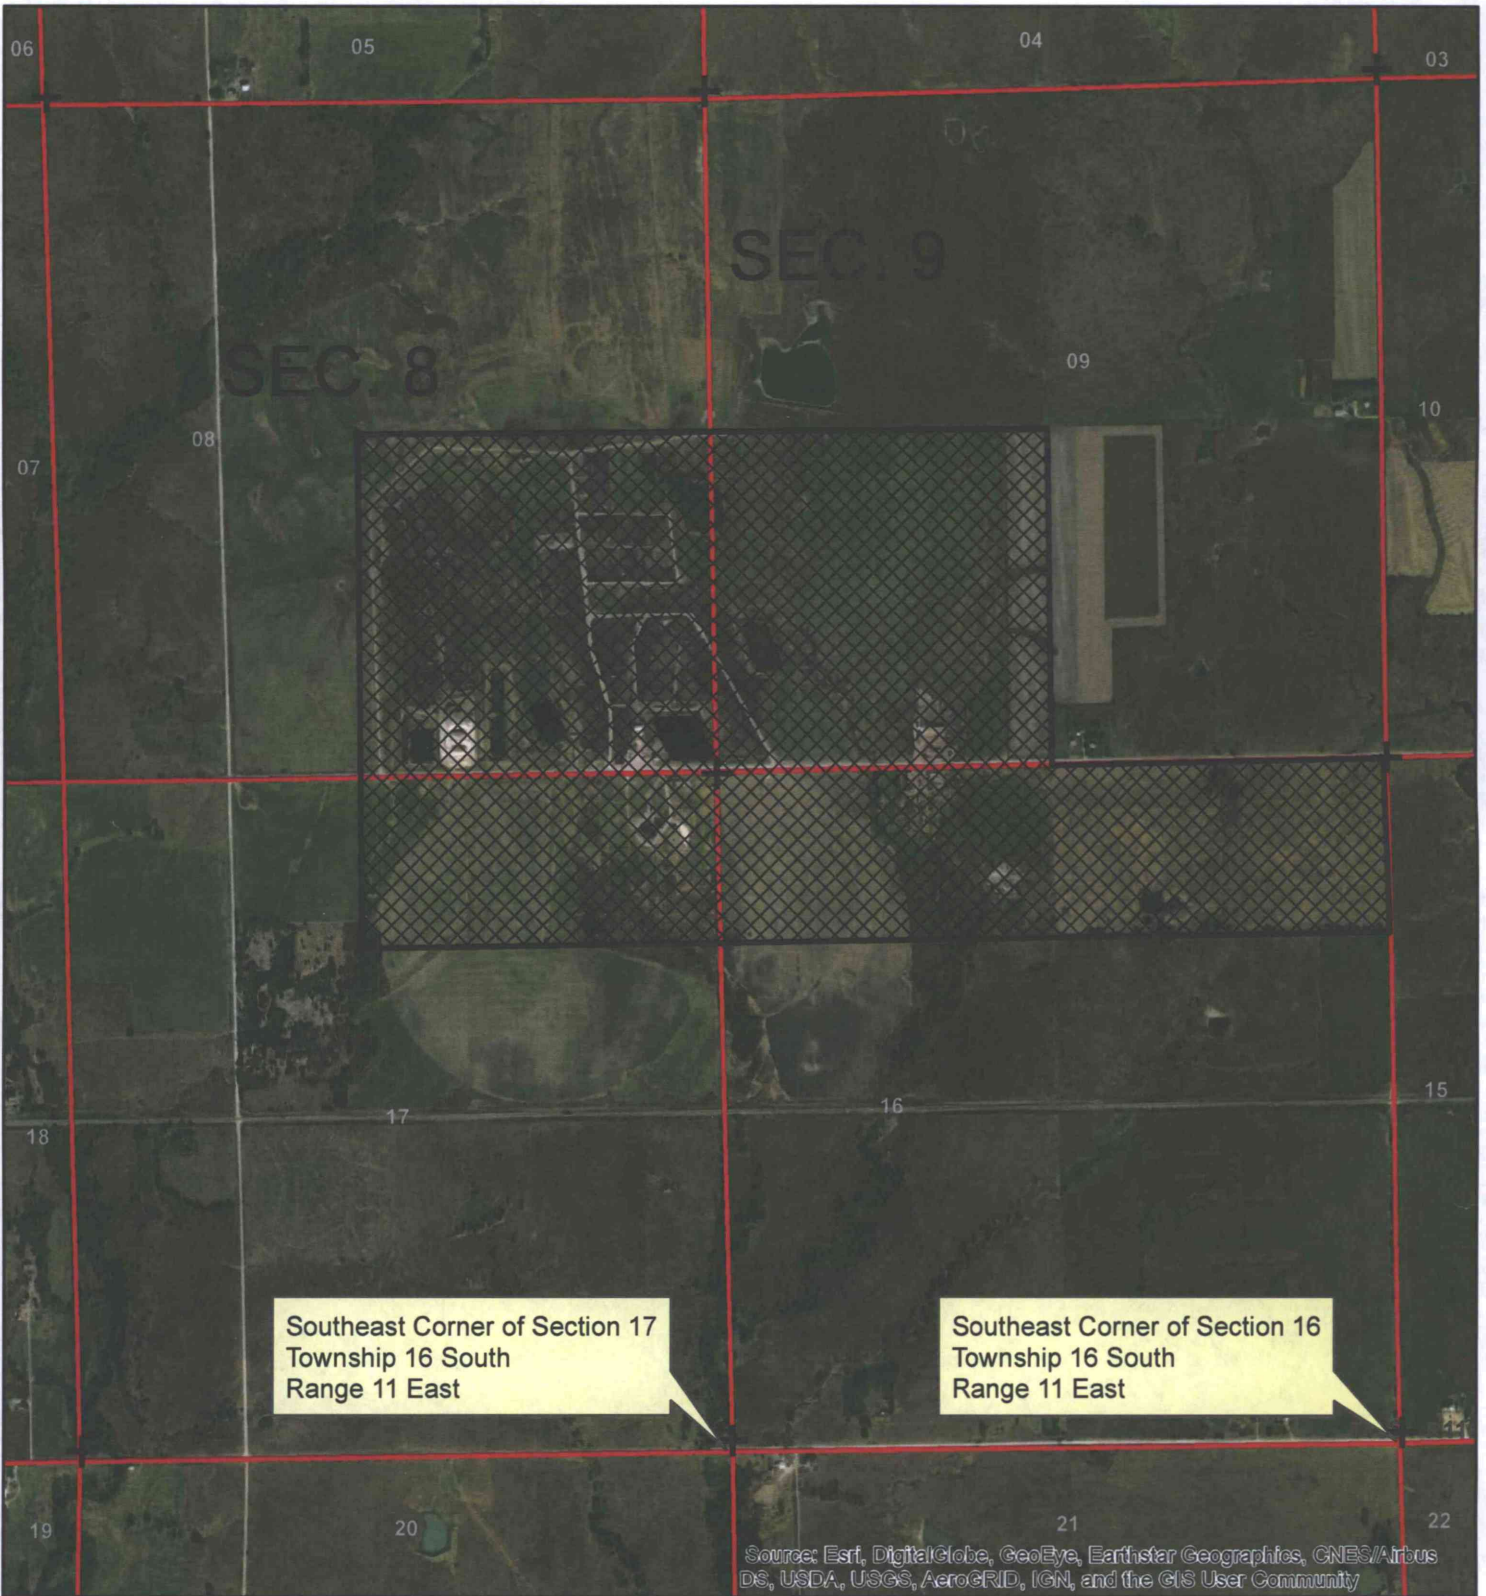 06
05
04
03
SEC. 9
SEC. 8
09
10
08
07
17
16
15
18
Southeast Corner of Section 17
Township 16 South
Range 11 East
Southeast Corner of Section 16
Township 16 South
Range 11 East
19
20
21
22
Source: Esri, DigitalGlobe, GeoEye, Earthstar Geographics, CNES/Airbus
DS, USDA, USGS, AeroGRID, IGN, and the GIS User Community